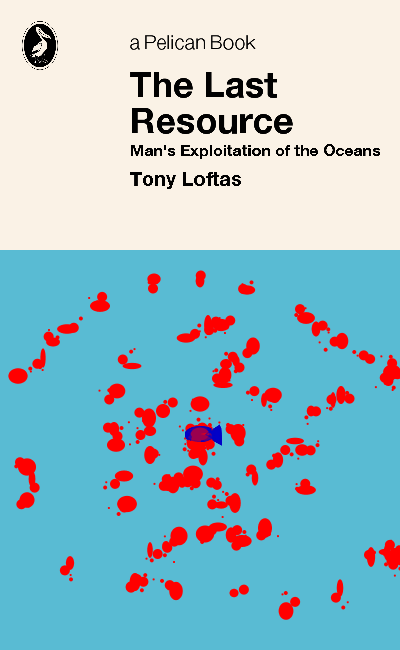 a Pelican Book
The Last
Resource
Man's Exploitation of the Oceans
Tony Loftas